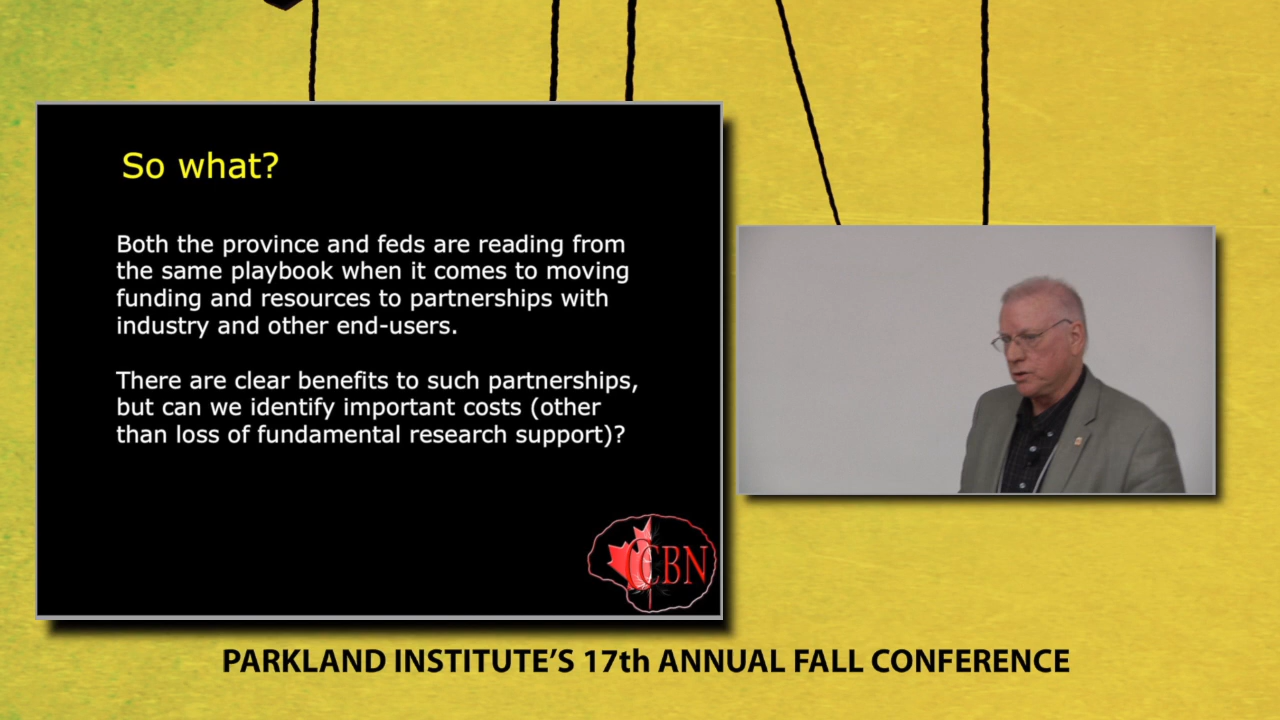 So what?
Both the province and feds are reading from
the same playbook when it comes to moving
funding and resources to partnerships with
industry and other end-users.
There are clear benefits to such partnerships,
but can we identify important costs (other
than loss of fundamental research support)?
CCBN
PARKLAND INSTITUTE’S 17th ANNUAL FALL CONFERENCE